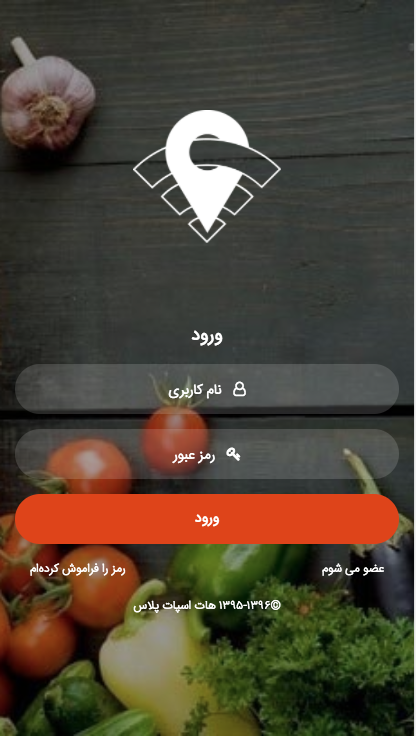 ورود
نام کاربری
رمز عبور
ورود
عضو می شوم
رمز را فراموش کرده‌ام
©۱۳۹۵-۱۳۹۶ هات اسپات پلاس